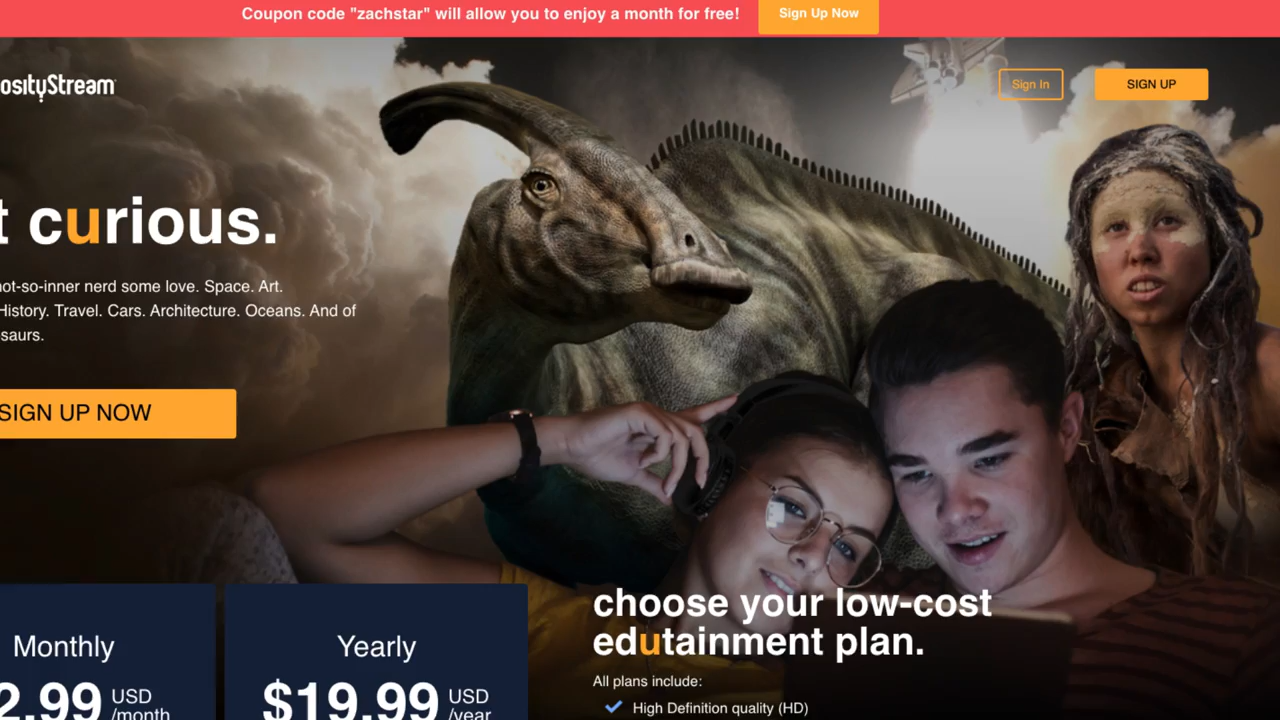 Coupon code "zachstar" will allow you to enjoy a month for free!
Sign Up Now
osityStream
Sign In
SIGN UP
t curious.
not-so-inner nerd some love. Space. Art.
History. Travel. Cars. Architecture. Oceans. And of
saurs.
SIGN UP NOW
Monthly
2.99 USD
/month
Yearly
$19.99 USD
/year
choose your low-cost
edutainment plan.
All plans include:
High Definition quality (HD)